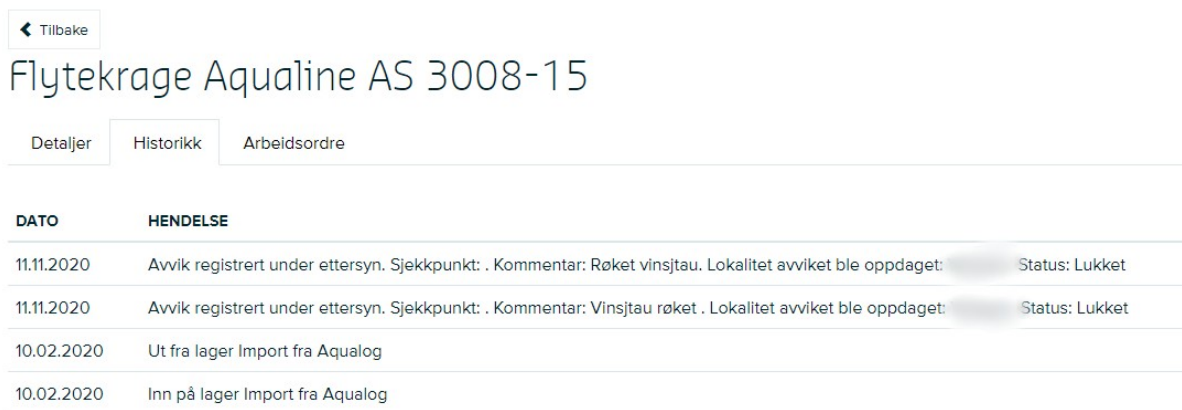 Tilbake
Flytekrage Aqualine AS 3008-15
Detaljer Historikk Arbeidsordre
DATO HENDELSE
11.11.2020 Avvik registrert under ettersyn. Sjekkpunkt: . Kommentar: Røket vinsjtau. Lokalitet avviket ble oppdaget: Status: Lukket
11.11.2020 Avvik registrert under ettersyn. Sjekkpunkt: . Kommentar: Vinsjtau røket . Lokalitet avviket ble oppdaget: Status: Lukket
10.02.2020 Ut fra lager Import fra Aqualog
10.02.2020 Inn på lager Import fra Aqualog